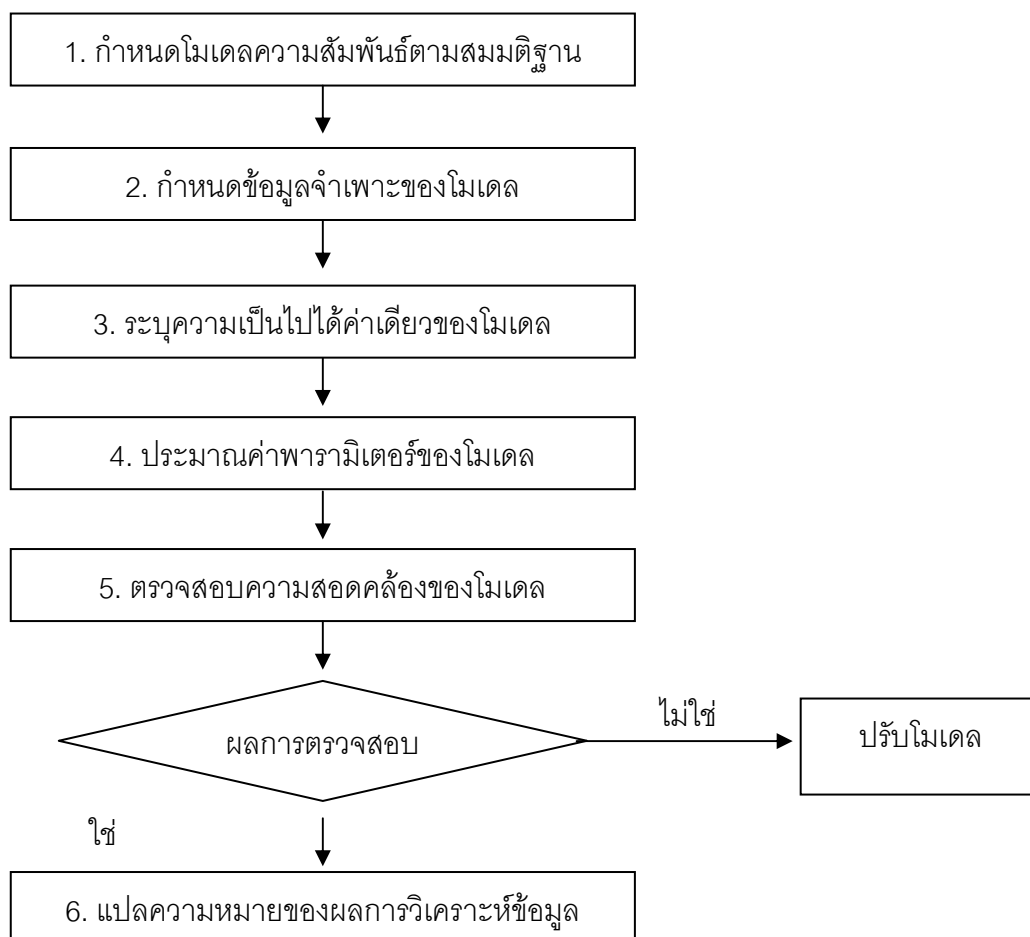 1. กำหนดโมเดลความสัมพันธ์ตามสมมติฐาน
2. กำหนดข้อมูลจำเพาะของโมเดล
3. ระบุความเป็นไปได้ค่าเดียวของโมเดล
4. ประมาณค่าพารามิเตอร์ของโมเดล
5. ตรวจสอบความสอดคล้องของโมเดล
ผลการตรวจสอบ
ไม่ใช่
ปรับโมเดล
ใช่
6. แปลความหมายของผลการวิเคราะห์ข้อมูล